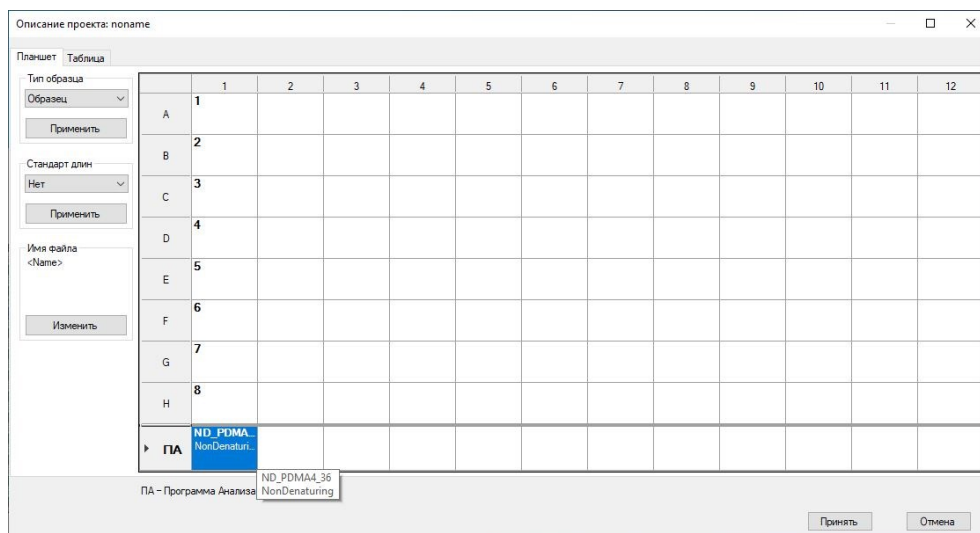 Описание проекта: noname
Планшет Таблица
Тип образца
Образец
Применить
Стандарт длин
Нет
Применить
Имя файла
<Name>
Изменить
1 2 3 4 5 6 7 8 9 10 11 12
A 1
B 2
C 3
D 4
E 5
F 6
G 7
H 8
ПА ND_PDMA...
NonDenaturi...
ND_PDMA4_36
NonDenaturing
ПА – Программа Анализа
Принять Отмена